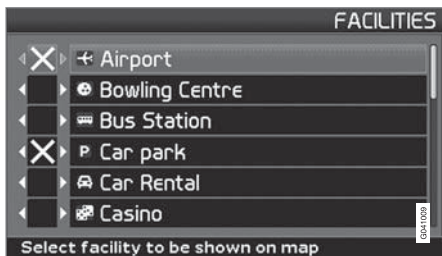 FACILITIES
Airport
Bowling Centre
Bus Station
P Car park
Car Rental
Casino
G041009
Select facility to be shown on map